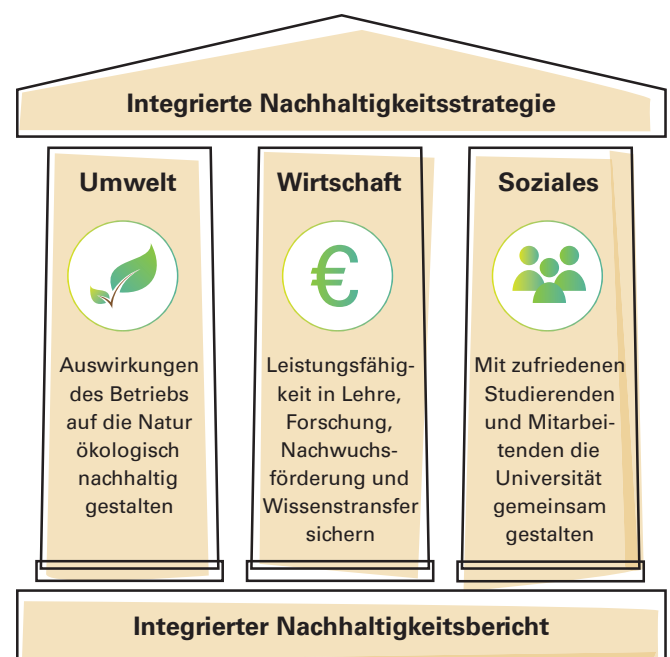 Integrierte Nachhaltigkeitsstrategie
Umwelt
Auswirkungen
des Betriebs
auf die Natur
ökologisch
nachhaltig
gestalten
Wirtschaft
€
Leistungsfähig-
keit in Lehre,
Forschung,
Nachwuchs-
förderung und
Wissenstransfer
sichern
Soziales
Mit zufriedenen
Studierenden
und Mitarbei-
tenden die
Universität
gemeinsam
gestalten
Integrierter Nachhaltigkeitsbericht